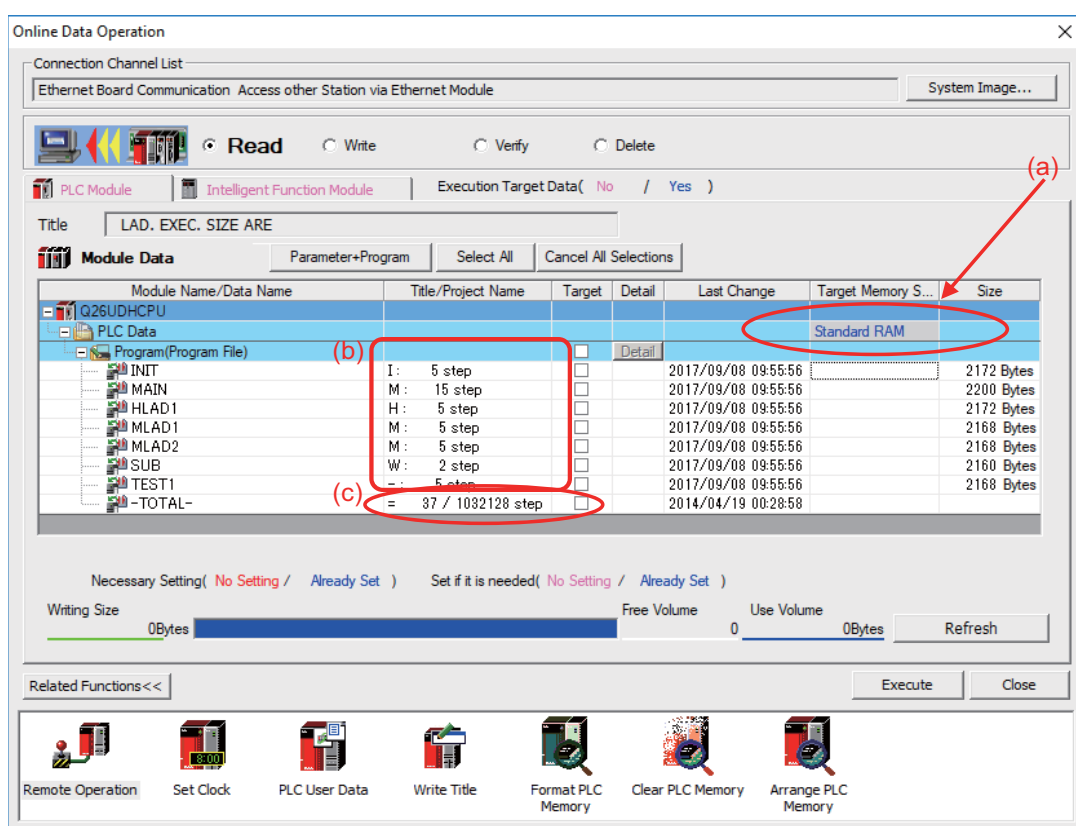 Online Data Operation
Connection Channel List
Ethernet Board Communication Access other Station via Ethernet Module
System Image...
Read Write Verify Delete
(a)
PLC Module Intelligent Function Module Execution Target Data( No / Yes )
Title LAD. EXEC. SIZE ARE
Module Data Parameter+Program Select All Cancel All Selections
Module Name/Data Name Title/Project Name Target Detail Last Change Target Memory S... Size
Q26UDHCPU
PLC Data Standard RAM
Program(Program File) (b) Detail
INIT I: 5 step 2017/09/08 09:55:56 2172 Bytes
MAIN M: 15 step 2017/09/08 09:55:56 2200 Bytes
HLAD1 H: 5 step 2017/09/08 09:55:56 2172 Bytes
MLAD1 M: 5 step 2017/09/08 09:55:56 2168 Bytes
MLAD2 M: 5 step 2017/09/08 09:55:56 2168 Bytes
SUB W: 2 step 2017/09/08 09:55:56 2160 Bytes
TEST1 -: 5 step 2017/09/08 09:55:56 2168 Bytes
(c) -TOTAL- = 37 / 1032128 step 2014/04/19 00:28:58
Necessary Setting( No Setting / Already Set ) Set if it is needed( No Setting / Already Set )
Writing Size Free Volume Use Volume
0Bytes 0 0Bytes Refresh
Related Functions<< Execute Close
8:00
Remote Operation Set Clock PLC User Data Write Title Format PLC Memory Clear PLC Memory Arrange PLC Memory